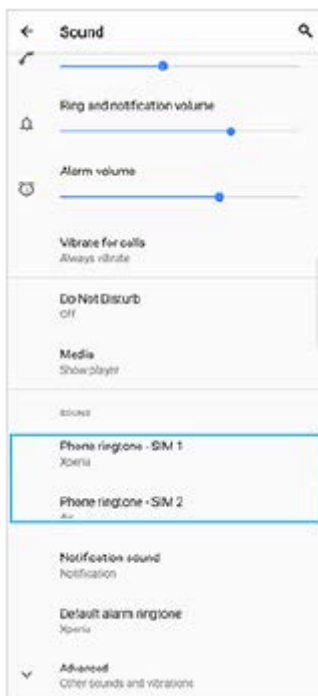 Sound
Ring and notification volume
Alarm volume
Vibrate for calls
Always vibrate
Do Not Disturb
Off
Media
Show player
SOUND
Phone ringtone - SIM 1
Xperia
Phone ringtone - SIM 2
Notification sound
Notification
Default alarm ringtone
Xperia
Advanced
Other sounds and vibrations